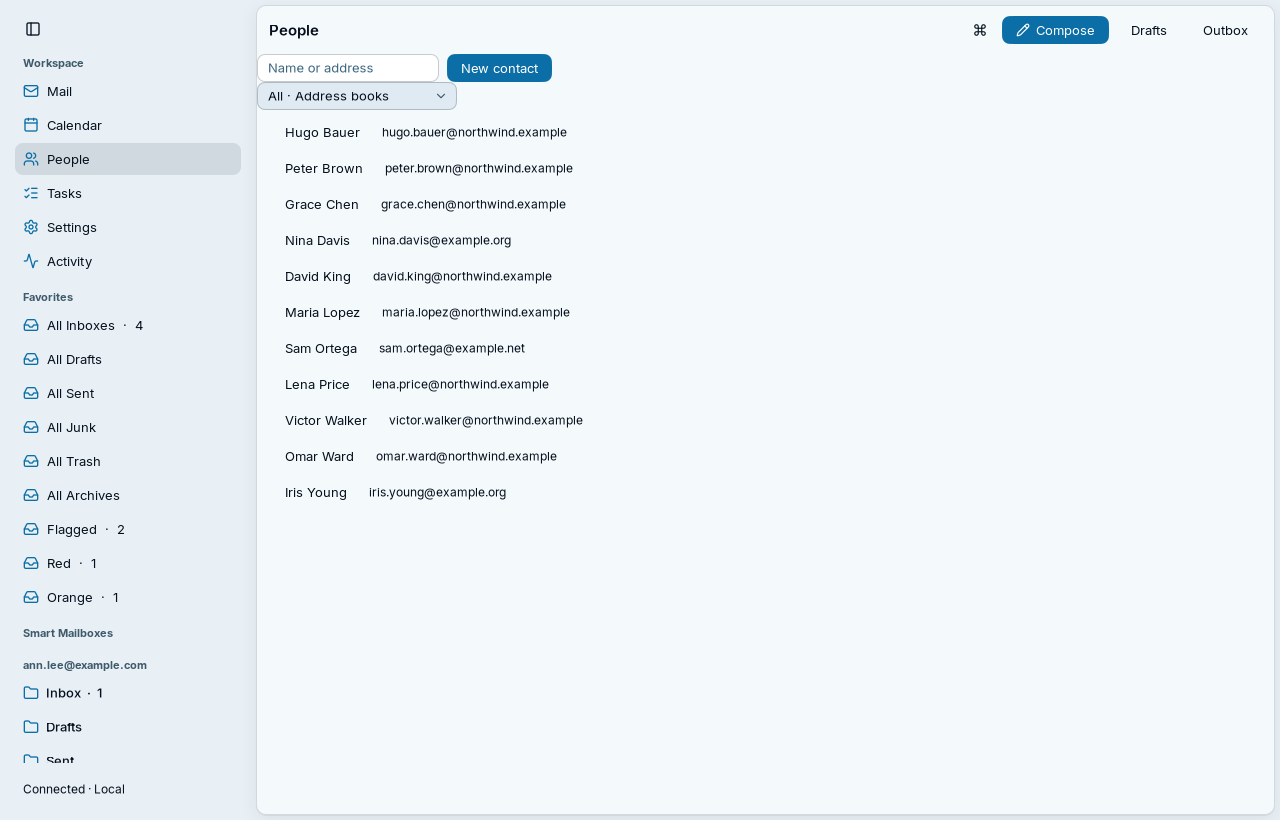 Workspace
Mail
Calendar
People
Tasks
Settings
Activity
Favorites
All Inboxes · 4
All Drafts
All Sent
All Junk
All Trash
All Archives
Flagged · 2
Red · 1
Orange · 1
Smart Mailboxes
ann.lee@example.com
Inbox · 1
Drafts
Sent
Connected · Local
People
Compose
Drafts
Outbox
Name or address
New contact
All · Address books
Hugo Bauer hugo.bauer@northwind.example
Peter Brown peter.brown@northwind.example
Grace Chen grace.chen@northwind.example
Nina Davis nina.davis@example.org
David King david.king@northwind.example
Maria Lopez maria.lopez@northwind.example
Sam Ortega sam.ortega@example.net
Lena Price lena.price@northwind.example
Victor Walker victor.walker@northwind.example
Omar Ward omar.ward@northwind.example
Iris Young iris.young@example.org